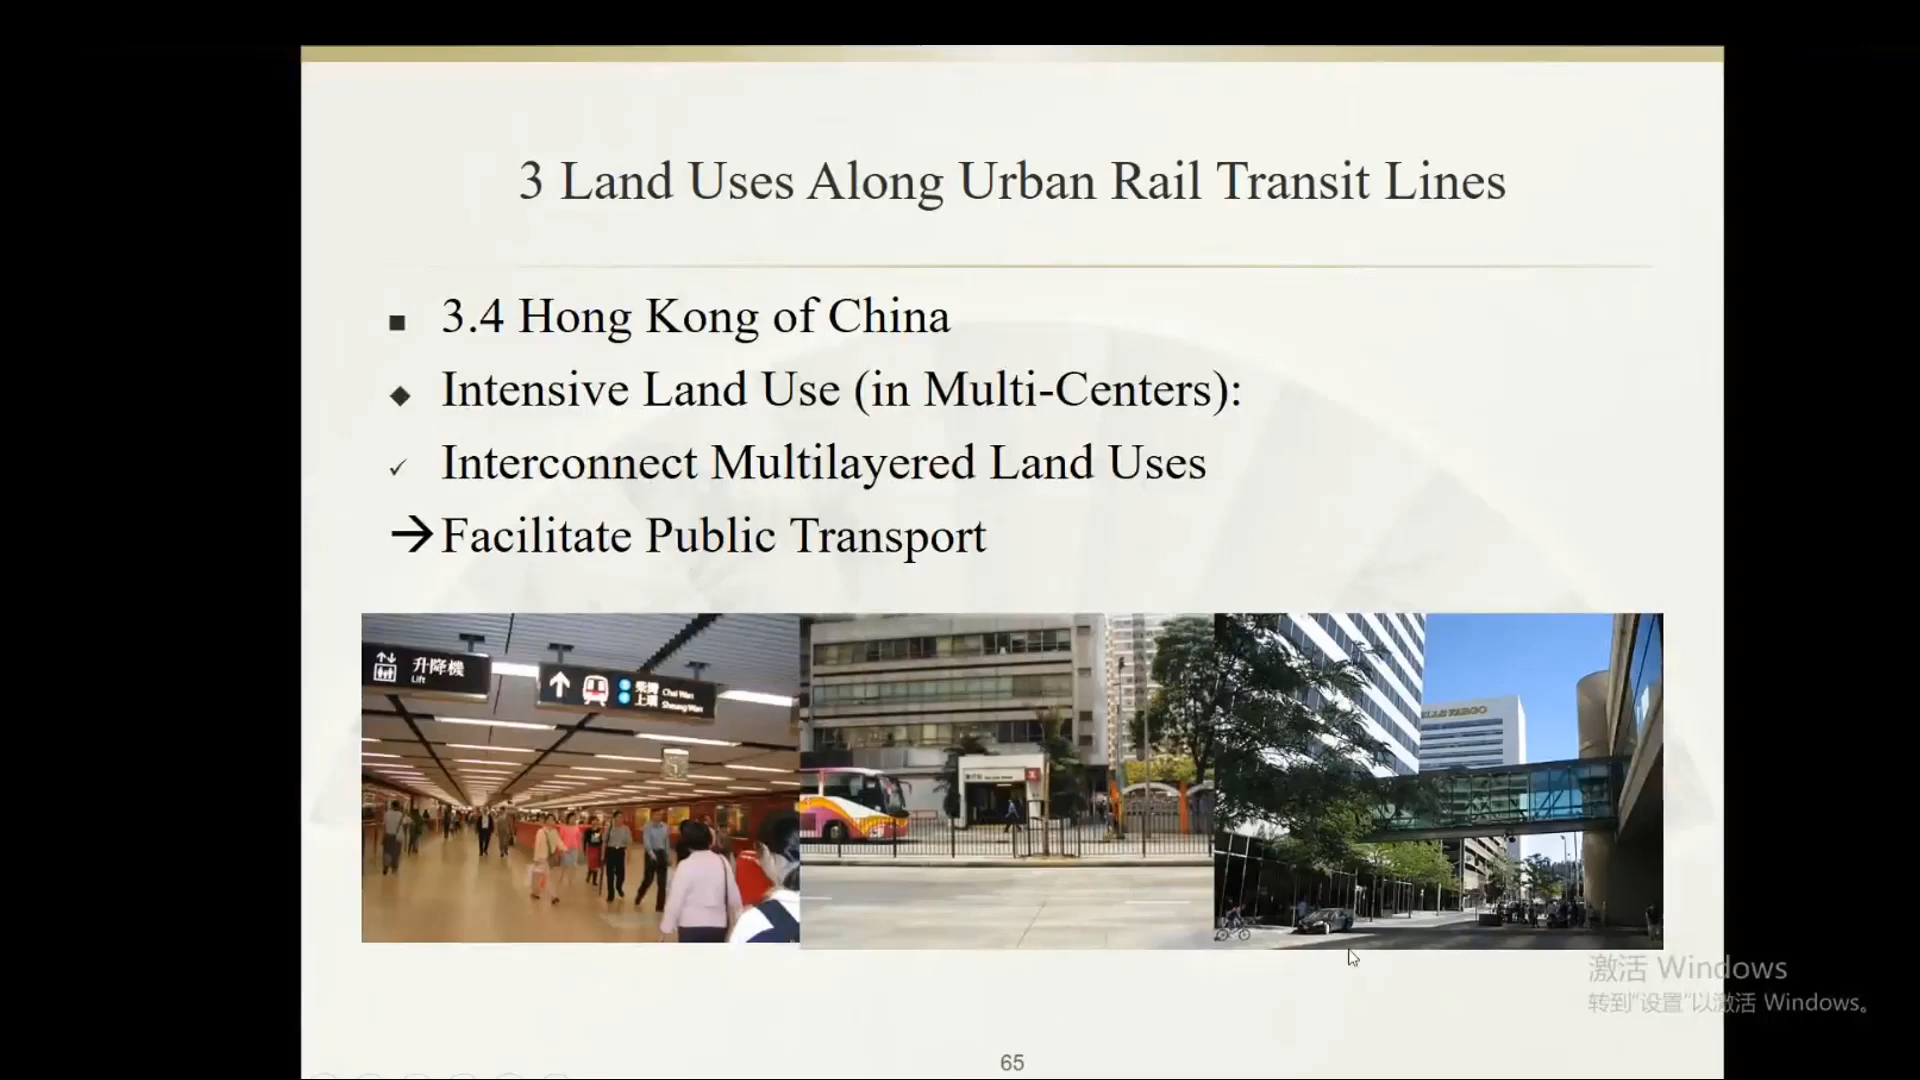 3 Land Uses Along Urban Rail Transit Lines
3.4 Hong Kong of China
Intensive Land Use (in Multi-Centers):
Interconnect Multilayered Land Uses
→Facilitate Public Transport
升降機
Lift
柴灣 Chai Wan
上環 Sheung Wan
FARGO
激活 Windows
转到"设置"以激活 Windows。
65